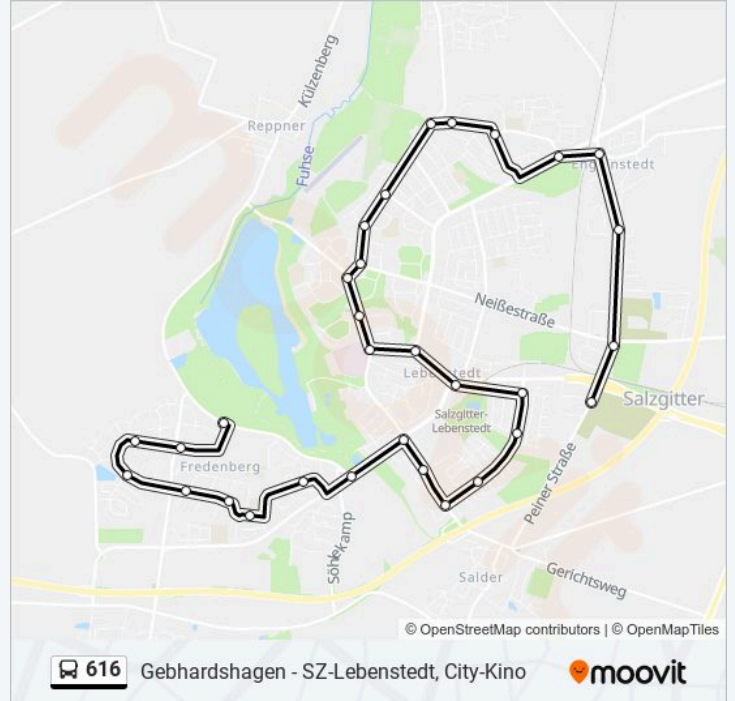 Külzenberg
Reppner
Fuhse
Engelnstedt
Neißestraße
Lebenstedt
Salzgitter
Salzgitter-
Lebenstedt
Fredenberg
Peiner Straße
Söhlekamp
Salder
Gerichtsweg
© OpenStreetMap contributors | © OpenMapTiles
616 Gebhardshagen - SZ-Lebenstedt, City-Kino moovit